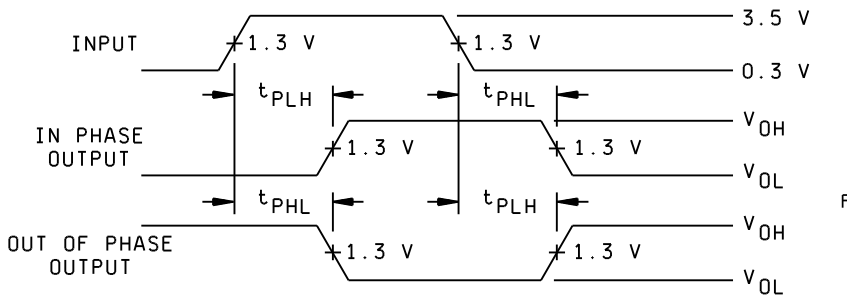 3.5 V
INPUT
1.3 V
1.3 V
0.3 V
tPLH
tPHL
IN PHASE
OUTPUT
VOH
1.3 V
1.3 V
VOL
tPHL
tPLH
F
OUT OF PHASE
OUTPUT
VOH
1.3 V
1.3 V
VOL